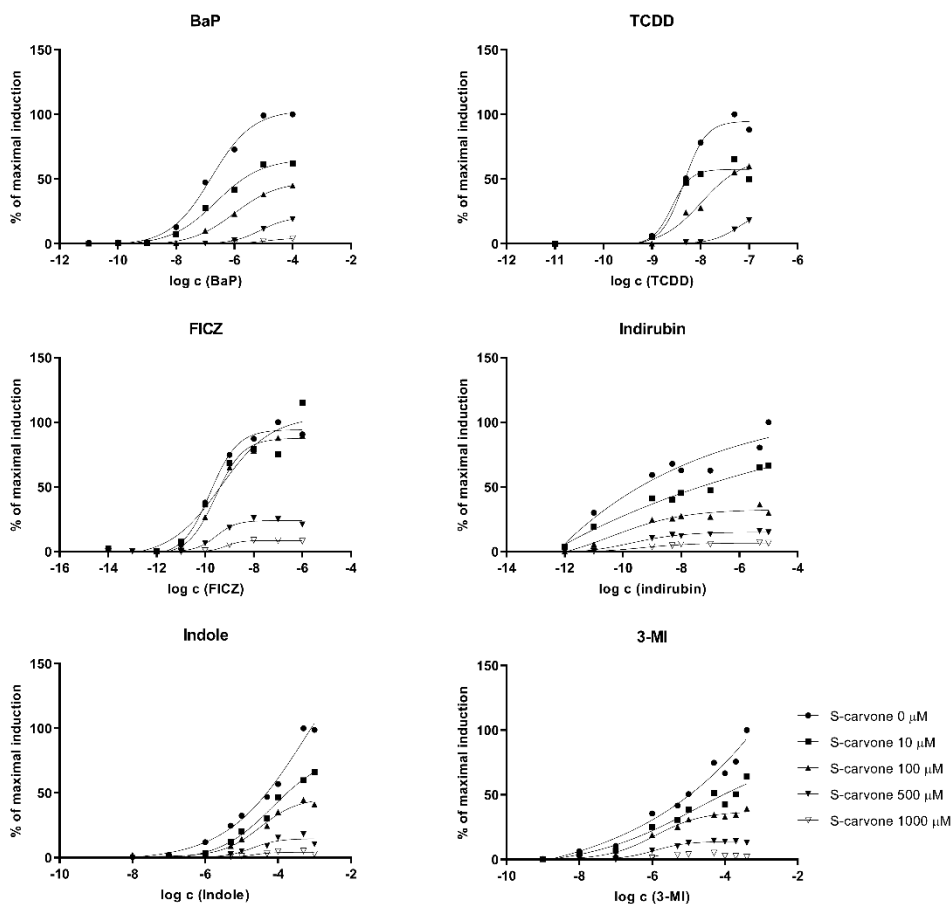 BaP
% of maximal induction
150
100
50
0
-12 -10 -8 -6 -4 -2
log c (BaP)
TCDD
% of maximal induction
150
100
50
0
-12 -11 -10 -9 -8 -7 -6
log c (TCDD)
FICZ
% of maximal induction
150
100
50
0
-16 -14 -12 -10 -8 -6 -4
log c (FICZ)
Indirubin
% of maximal induction
150
100
50
0
-14 -12 -10 -8 -6 -4
log c (indirubin)
Indole
% of maximal induction
150
100
50
0
-10 -8 -6 -4 -2
log c (Indole)
3-MI
% of maximal induction
150
100
50
0
-10 -8 -6 -4 -2
log c (3-MI)
S-carvone 0 µM
S-carvone 10 µM
S-carvone 100 µM
S-carvone 500 µM
S-carvone 1000 µM